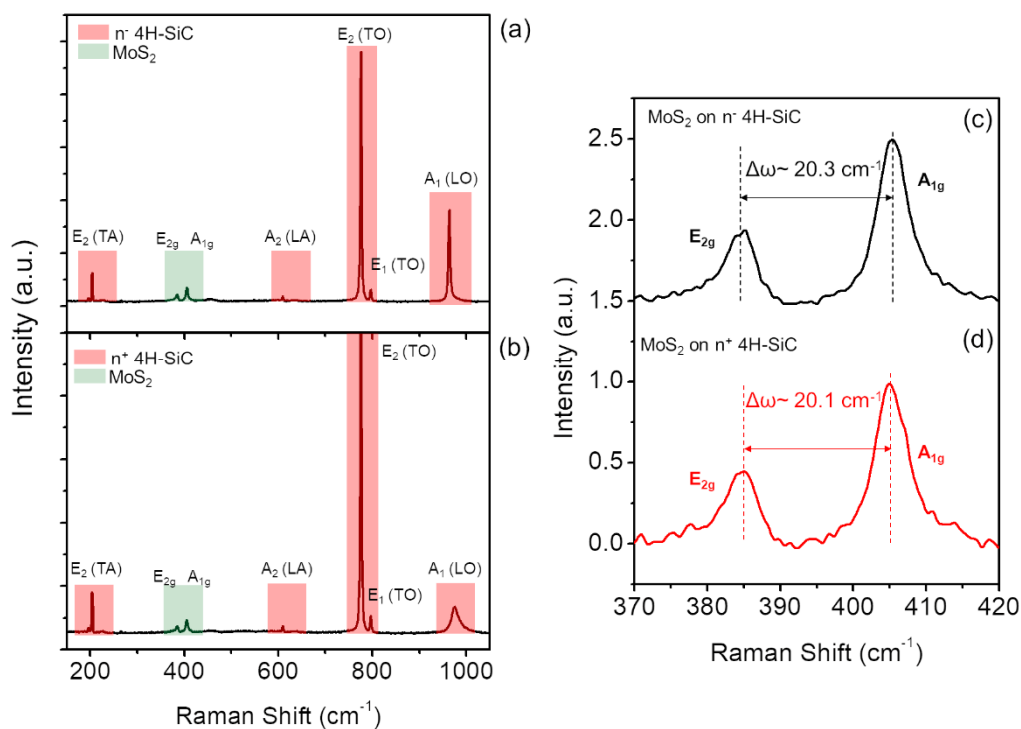 (a)
n⁻ 4H-SiC
MoS₂
E₂ (TO)
A₁ (LO)
E₂ (TA)
E₂g A₁g
A₂ (LA)
E₁ (TO)
(b)
n⁺ 4H-SiC
MoS₂
E₂ (TO)
E₂ (TA)
E₂g A₁g
A₂ (LA)
E₁ (TO)
A₁ (LO)
Intensity (a.u.)
200 400 600 800 1000
Raman Shift (cm⁻¹)
(c)
MoS₂ on n⁻ 4H-SiC
Δω~ 20.3 cm⁻¹
A₁g
E₂g
2.5
2.0
1.5
(d)
MoS₂ on n⁺ 4H-SiC
Δω~ 20.1 cm⁻¹
A₁g
E₂g
1.0
0.5
0.0
Intensity (a.u.)
370 380 390 400 410 420
Raman Shift (cm⁻¹)